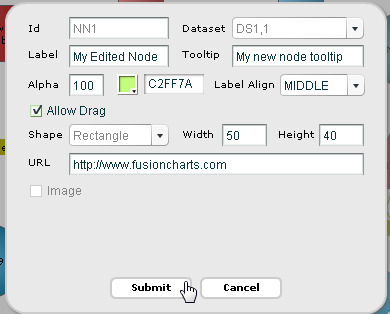 Id NN1 Dataset DS1,1
Label My Edited Node Tooltip My new node tooltip
Alpha 100 C2FF7A Label Align MIDDLE
Allow Drag
Shape Rectangle Width 50 Height 40
URL http://www.fusioncharts.com
Image
Submit Cancel